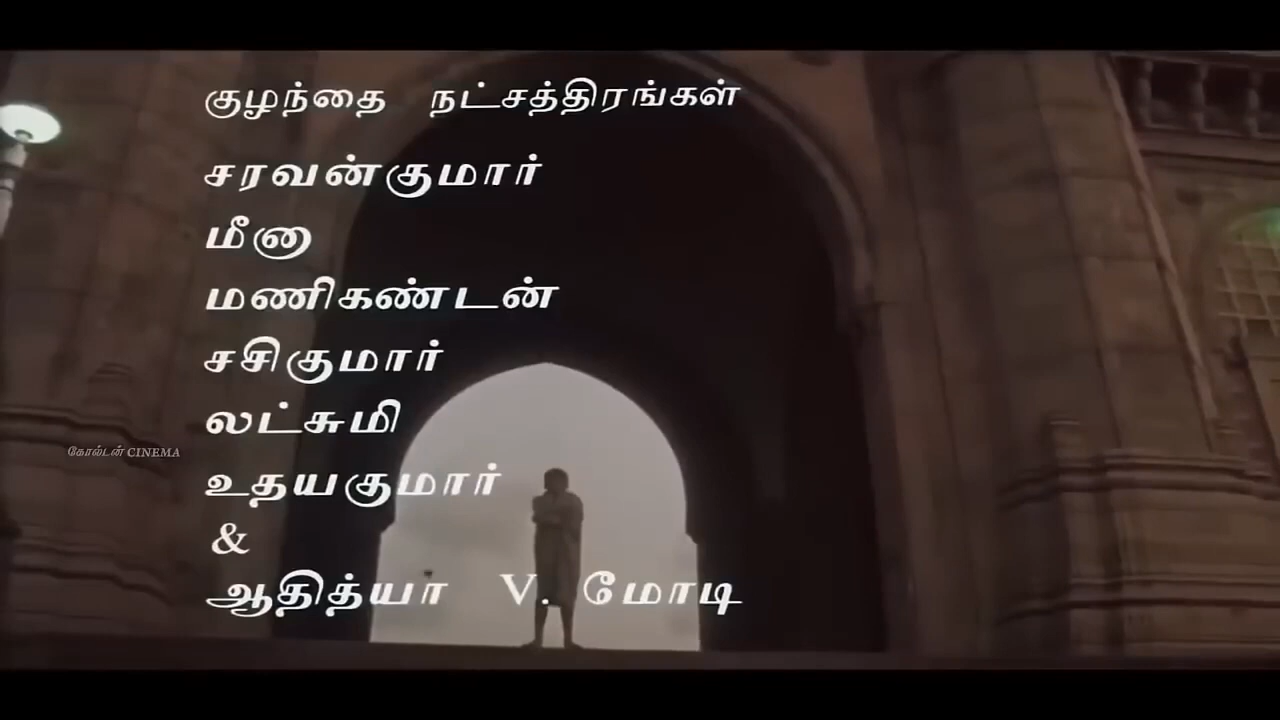 குழந்தை நட்சத்திரங்கள்
சரவன்குமார்
மீனா
மணிகண்டன்
சசிகுமார்
லட்சுமி
கோல்டன் CINEMA
உதயகுமார்
&
ஆதித்யா V. மோடி